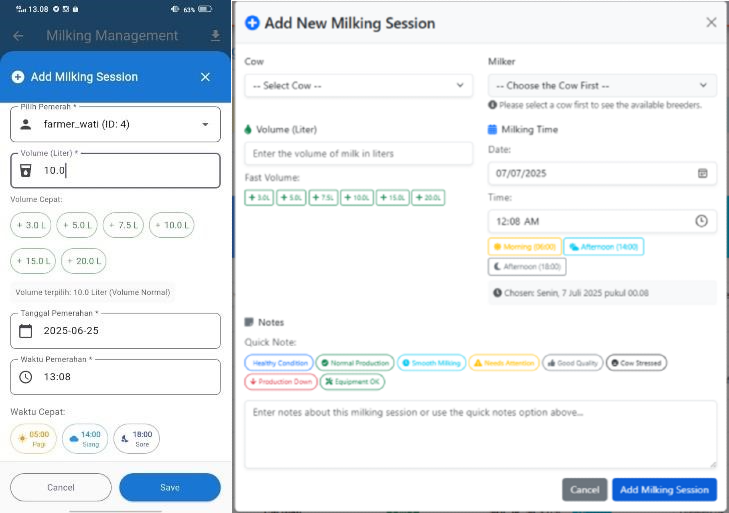 13.08
63%
Milking Management
Add Milking Session
Pilih Pemerah *
farmer_wati (ID: 4)
Volume (Liter) *
10.0
Volume Cepat:
+ 3.0 L
+ 5.0 L
+ 7.5 L
+ 10.0 L
+ 15.0 L
+ 20.0 L
Volume terpilih: 10.0 Liter (Volume Normal)
Tanggal Pemerahan *
2025-06-25
Waktu Pemerahan *
13:08
Waktu Cepat:
05:00
Pagi
14:00
Siang
18:00
Sore
Cancel
Save
Add New Milking Session
Cow
-- Select Cow --
Milker
-- Choose the Cow First --
Please select a cow first to see the available breeders.
Volume (Liter)
Enter the volume of milk in liters
Fast Volume:
+ 3.0L
+ 5.0L
+ 7.5L
+ 10.0L
+ 15.0L
+ 20.0L
Milking Time
Date:
07/07/2025
Time:
12:08 AM
Morning (00:00)
Afternoon (14:00)
Afternoon (18:00)
Chosen: Senin, 7 Juli 2025 pukul 00.08
Notes
Quick Note:
Healthy Condition
Normal Production
Smooth Milking
Needs Attention
Good Quality
Cow Stressed
Production Down
Equipment OK
Enter notes about this milking session or use the quick notes option above...
Cancel
Add Milking Session